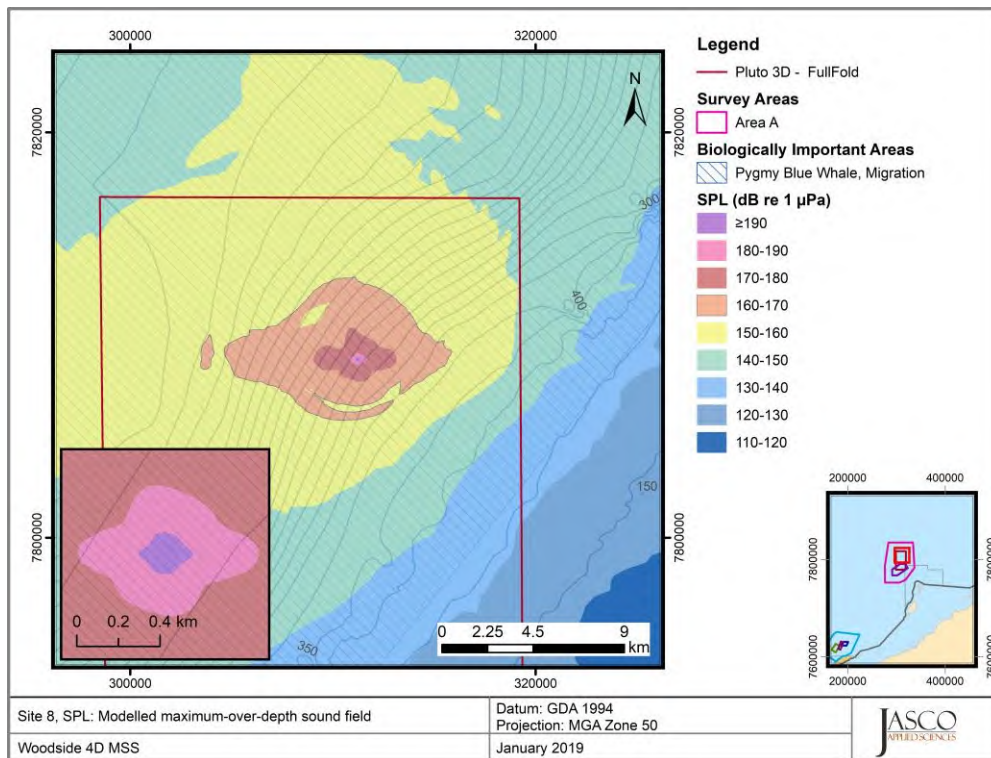 300000
320000
7820000
7820000
7800000
7800000
300000
320000
N
300
400
150
350
0 0.2 0.4 km
0 2.25 4.5 9
km
Legend
Pluto 3D - FullFold
Survey Areas
Area A
Biologically Important Areas
Pygmy Blue Whale, Migration
SPL (dB re 1 µPa)
≥190
180-190
170-180
160-170
150-160
140-150
130-140
120-130
110-120
200000
400000
7800000
7800000
7600000
7600000
200000
400000
Site 8, SPL: Modelled maximum-over-depth sound field
Datum: GDA 1994
Projection: MGA Zone 50
Woodside 4D MSS
January 2019
JASCO
APPLIED SCIENCES